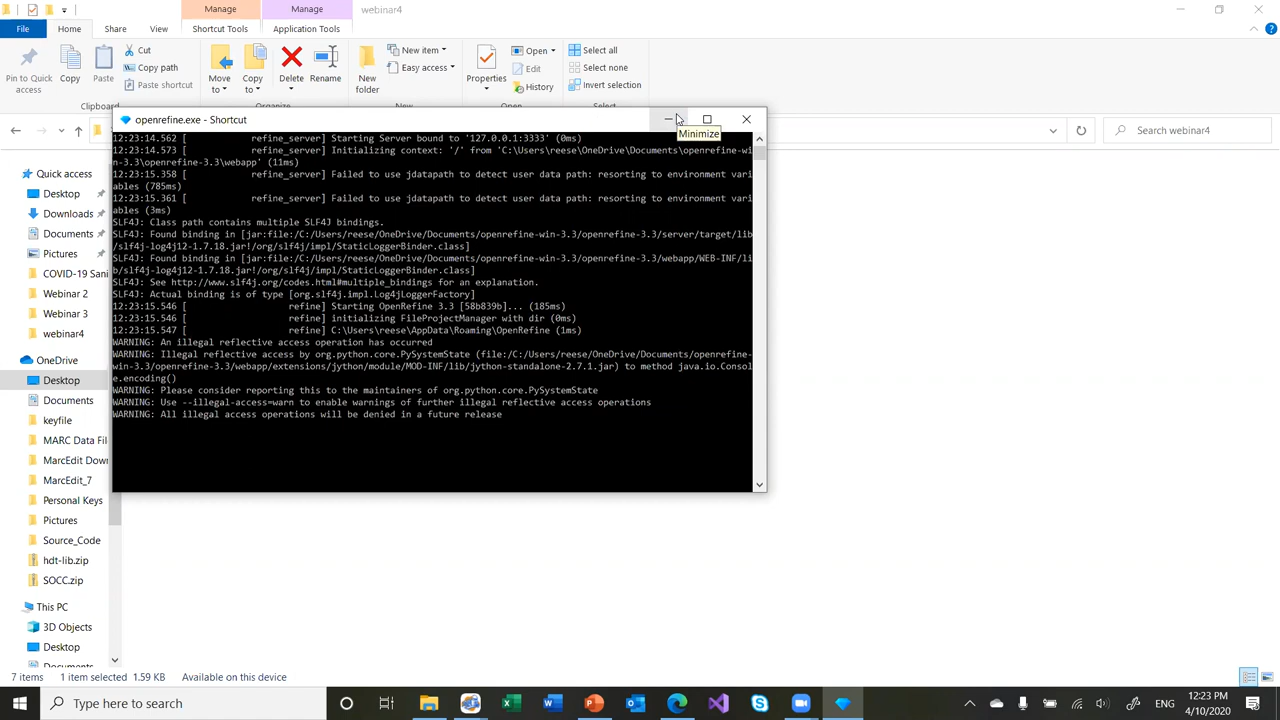 Manage
Manage
webinar4
File
Home
Share
View
Shortcut Tools
Application Tools
Pin to Quick
access
Copy
Paste
Cut
Copy path
Paste shortcut
Move
to
Copy
to
Delete
Rename
New
folder
New item
Easy access
Properties
Open
Edit
History
Select all
Select none
Invert selection
Clipboard
Organize
New
Open
Select
openrefine.exe - Shortcut
Minimize
Search webinar4
12:23:14.562 [ refine_server] Starting Server bound to '127.0.0.1:3333' (0ms)
12:23:14.573 [ refine_server] Initializing context: '/' from 'C:\Users\reese\OneDrive\Documents\openrefine-wi
n-3.3\openrefine-3.3\webapp' (11ms)
12:23:15.358 [ refine_server] Failed to use jdatapath to detect user data path: resorting to environment vari
ables (785ms)
12:23:15.361 [ refine_server] Failed to use jdatapath to detect user data path: resorting to environment vari
ables (3ms)
SLF4J: Class path contains multiple SLF4J bindings.
SLF4J: Found binding in [jar:file:/C:/Users/reese/OneDrive/Documents/openrefine-win-3.3/openrefine-3.3/server/target/lib
/slf4j-log4j12-1.7.18.jar!/org/slf4j/impl/StaticLoggerBinder.class]
SLF4J: Found binding in [jar:file:/C:/Users/reese/OneDrive/Documents/openrefine-win-3.3/openrefine-3.3/webapp/WEB-INF/li
b/slf4j-log4j12-1.7.18.jar!/org/slf4j/impl/StaticLoggerBinder.class]
SLF4J: See http://www.slf4j.org/codes.html#multiple_bindings for an explanation.
SLF4J: Actual binding is of type [org.slf4j.impl.Log4jLoggerFactory]
12:23:15.546 [ refine] Starting OpenRefine 3.3 [58b839b]... (185ms)
12:23:15.546 [ refine] initializing FileProjectManager with dir (0ms)
12:23:15.547 [ refine] C:\Users\reese\AppData\Roaming\OpenRefine (1ms)
WARNING: An illegal reflective access operation has occurred
WARNING: Illegal reflective access by org.python.core.PySystemState (file:/C:/Users/reese/OneDrive/Documents/openrefine-
win-3.3/openrefine-3.3/webapp/extensions/jython/module/MOD-INF/lib/jython-standalone-2.7.1.jar) to method java.io.Consol
e.encoding()
WARNING: Please consider reporting this to the maintainers of org.python.core.PySystemState
WARNING: Use --illegal-access=warn to enable warnings of further illegal reflective access operations
WARNING: All illegal access operations will be denied in a future release
Quick access
Desktop
Downloads
Documents
Pictures
COVID-19 Sani
Webinar 2
Webinar 3
webinar4
OneDrive
Desktop
Documents
keyfile
MARC Data Fil
MarcEdit Down
MarcEdit_7
Personal Keys
Pictures
Source_Code
hdt-lib.zip
SOCC.zip
This PC
3D Objects
Desktop
Documents
7 items
1 item selected 1.59 KB
Available on this device
Type here to search
ENG
12:23 PM
4/10/2020